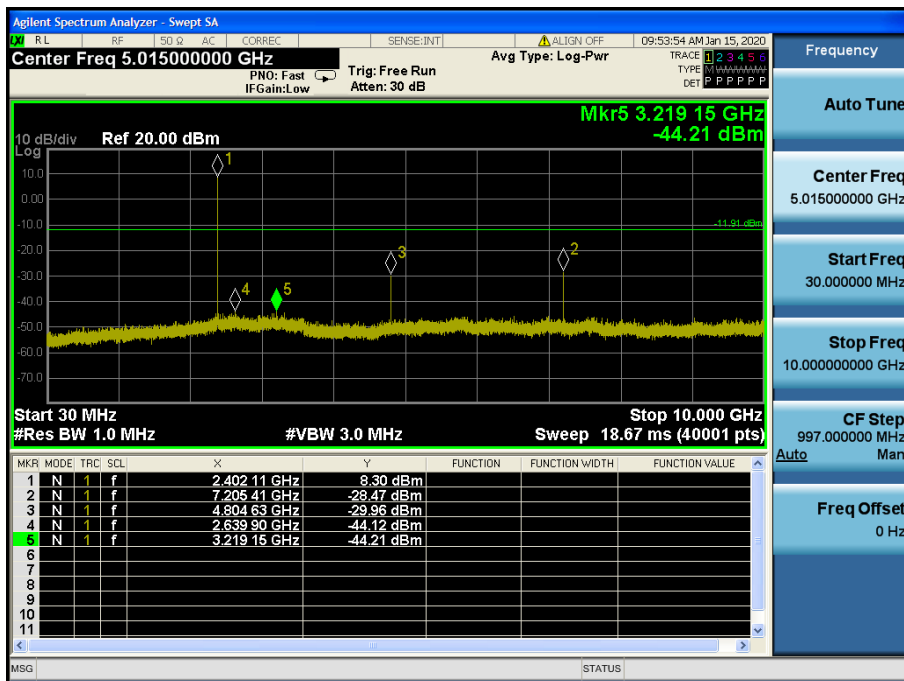 Agilent Spectrum Analyzer - Swept SA
LXI RL RF 50 Ω AC CORREC SENSE:INT ALIGN OFF 09:53:54 AM Jan 15, 2020
Center Freq 5.015000000 GHz Avg Type: Log-Pwr TRACE 1 2 3 4 5 6
PNO: Fast Trig: Free Run TYPE M WWWWW
IFGain:Low Atten: 30 dB DET P P P P P P
Mkr5 3.219 15 GHz
10 dB/div Ref 20.00 dBm -44.21 dBm
Log
1
10.0
0.00
-10.0
-11.91 dBm
-20.0
3
2
-30.0
4
5
-40.0
-50.0
-60.0
-70.0
Start 30 MHz Stop 10.000 GHz
#Res BW 1.0 MHz #VBW 3.0 MHz Sweep 18.67 ms (40001 pts)
MKR MODE TRC SCL X Y FUNCTION FUNCTION WIDTH FUNCTION VALUE
1 N 1 f 2.402 11 GHz 8.30 dBm
2 N 1 f 7.205 41 GHz -28.47 dBm
3 N 1 f 4.804 63 GHz -29.96 dBm
4 N 1 f 2.639 90 GHz -44.12 dBm
5 N 1 f 3.219 15 GHz -44.21 dBm
6
7
8
9
10
11
MSG STATUS
Frequency
Auto Tune
Center Freq
5.015000000 GHz
Start Freq
30.000000 MHz
Stop Freq
10.000000000 GHz
CF Step
997.000000 MHz
Auto Man
Freq Offset
0 Hz